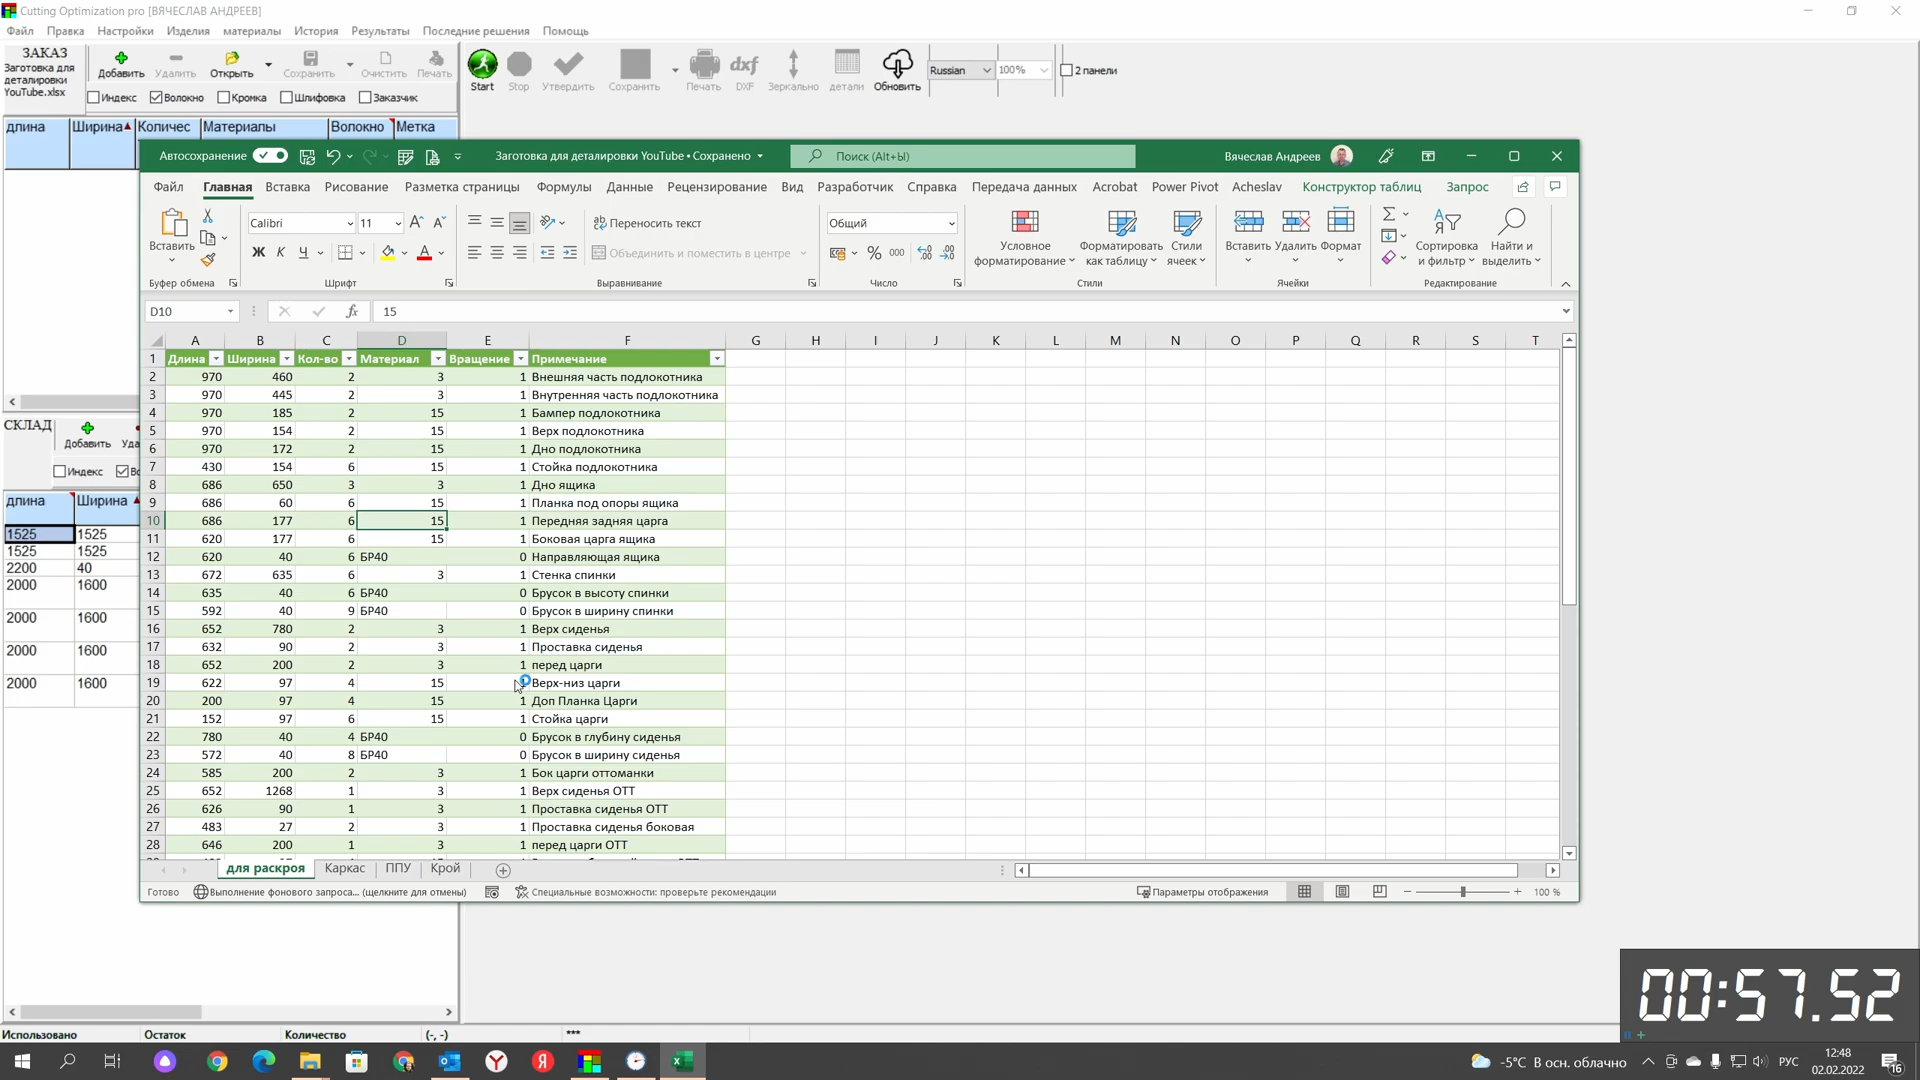 Cutting Optimization pro [ВЯЧЕСЛАВ АНДРЕЕВ]
Файл Правка Настройки Изделия материалы История Результаты Последние решения Помощь
ЗАКАЗ
Заготовка для деталировки YouTube.xlsx
Добавить Удалить Открыть Сохранить Очистить Печать
Индекс Волокно Кромка Шлифовка Заказчик
Start Stop Утвердить Сохранить Печать DXF Зеркально детали Обновить Russian 100% 2 панели
dxf
длина Ширина Количес Материалы Волокно Метка
Автосохранение Заготовка для деталировки YouTube • Сохранено Поиск (Alt+Ы) Вячеслав Андреев
Файл Главная Вставка Рисование Разметка страницы Формулы Данные Рецензирование Вид Разработчик Справка Передача данных Acrobat Power Pivot Acheslav Конструктор таблиц Запрос
Вставить Calibri 11 Ж К Ч Переносить текст Объединить и поместить в центре Общий % 000
Условное форматирование Форматировать как таблицу Стили ячеек Вставить Удалить Формат Сортировка и фильтр Найти и выделить
Буфер обмена Шрифт Выравнивание Число Стили Ячейки Редактирование
D10 fx 15
A B C D E F G H I J K L M N O P Q R S T
1 Длина Ширина Кол-во Материал Вращение Примечание
2 970 460 2 3 1 Внешняя часть подлокотника
3 970 445 2 3 1 Внутренняя часть подлокотника
4 970 185 2 15 1 Бампер подлокотника
5 970 154 2 15 1 Верх подлокотника
6 970 172 2 15 1 Дно подлокотника
7 430 154 6 15 1 Стойка подлокотника
8 686 650 3 3 1 Дно ящика
9 686 60 6 15 1 Планка под опоры ящика
10 686 177 6 15 1 Передняя задняя царга
11 620 177 6 15 1 Боковая царга ящика
12 620 40 6 БР40 0 Направляющая ящика
13 672 635 6 3 1 Стенка спинки
14 635 40 6 БР40 0 Брусок в высоту спинки
15 592 40 9 БР40 0 Брусок в ширину спинки
16 652 780 2 3 1 Верх сиденья
17 632 90 2 3 1 Проставка сиденья
18 652 200 2 3 1 перед царги
19 622 97 4 15 Верх-низ царги
20 200 97 4 15 1 Доп Планка Царги
21 152 97 6 15 1 Стойка царги
22 780 40 4 БР40 0 Брусок в глубину сиденья
23 572 40 8 БР40 0 Брусок в ширину сиденья
24 585 200 2 3 1 Бок царги оттоманки
25 652 1268 1 3 1 Верх сиденья ОТТ
26 626 90 1 3 1 Проставка сиденья ОТТ
27 483 27 2 3 1 Проставка сиденья боковая
28 646 200 1 3 1 перед царги ОТТ
для раскроя Каркас ППУ Крой
Готово Выполнение фонового запроса... (щелкните для отмены) Специальные возможности: проверьте рекомендации Параметры отображения 100 %
СКЛАД
Добавить Уда
Индекс Во
длина Ширина
1525 1525
1525 1525
2200 40
2000 1600
2000 1600
2000 1600
2000 1600
00:57.52
Использовано Остаток Количество (-, -) ***
-5°C В осн. облачно РУС 12:48
02.02.2022
16